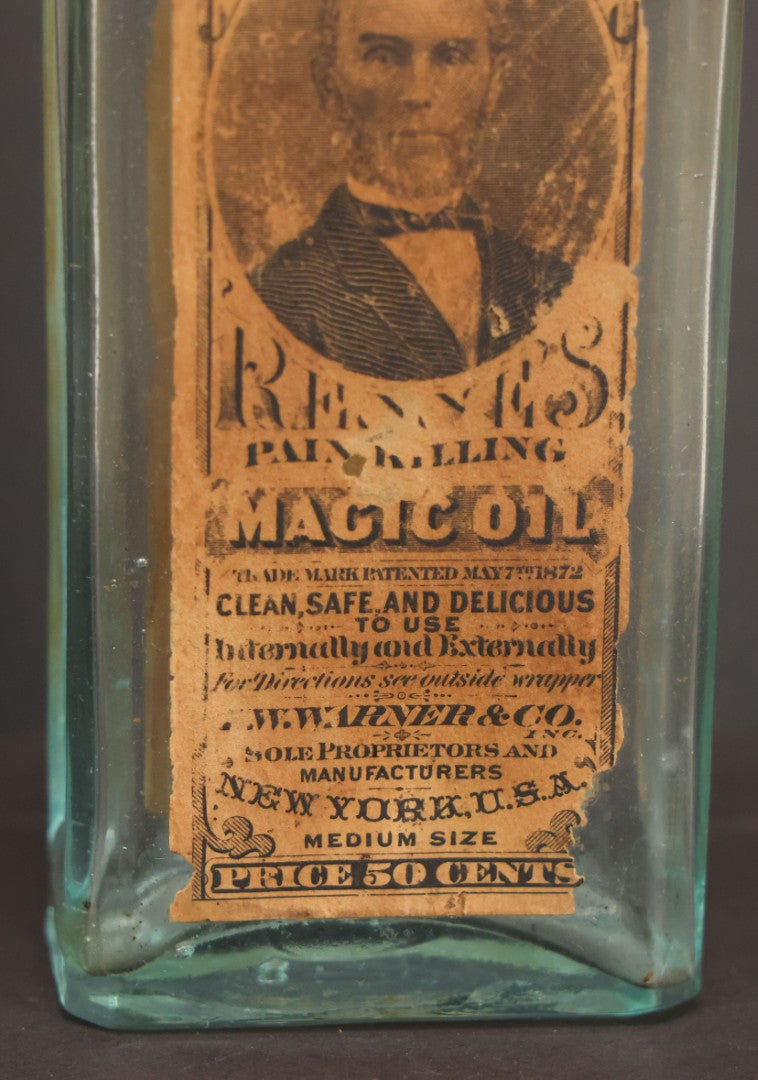 RENNE'S
PAIN KILLING
MAGIC OIL
TRADE MARK PATENTED MAY 7TH 1872
CLEAN, SAFE, AND DELICIOUS
TO USE
Internally and Externally
For Directions see outside wrapper
W. WARNER & CO.
INC.
SOLE PROPRIETORS AND
MANUFACTURERS
NEW YORK, U.S.A.
MEDIUM SIZE
PRICE 50 CENTS